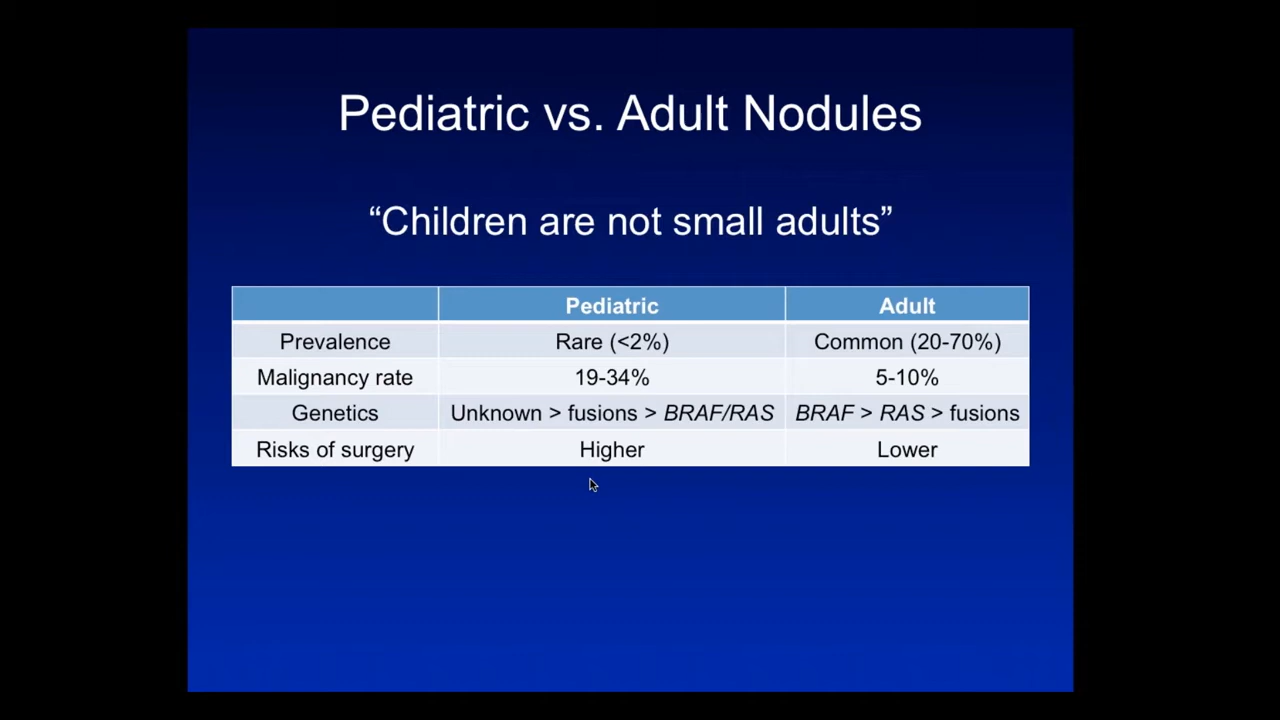 Pediatric vs. Adult Nodules
“Children are not small adults”
Pediatric Adult
Prevalence Rare (<2%) Common (20-70%)
Malignancy rate 19-34% 5-10%
Genetics Unknown > fusions > BRAF/RAS BRAF > RAS > fusions
Risks of surgery Higher Lower